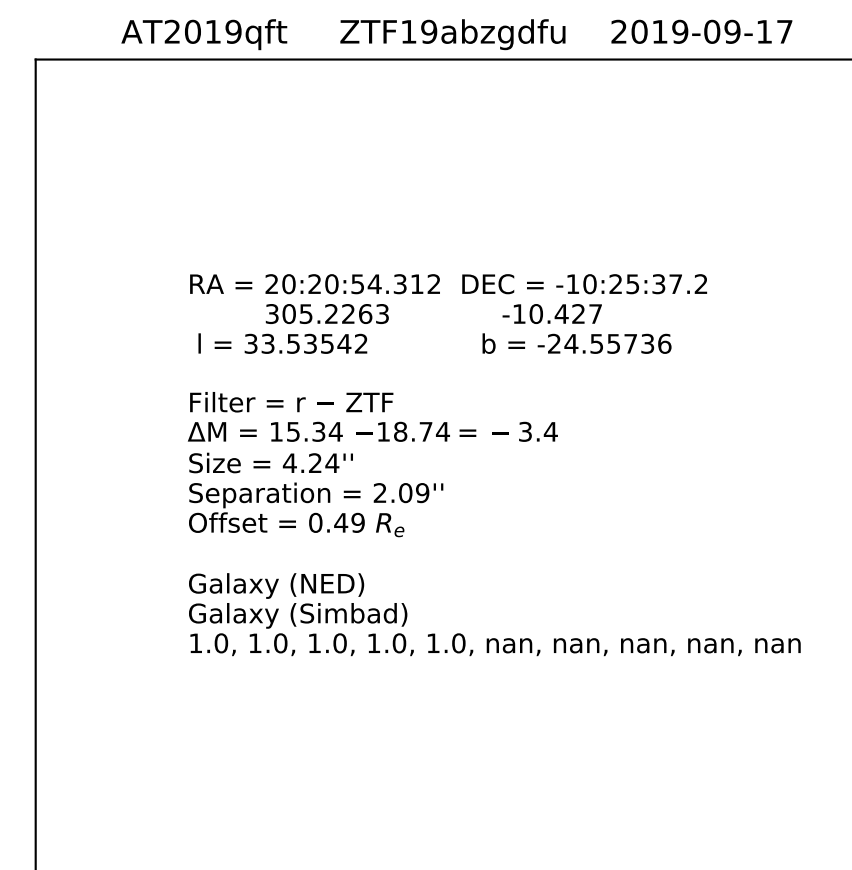 AT2019qft ZTF19abzgdfu 2019-09-17
RA = 20:20:54.312 DEC = -10:25:37.2
305.2263 -10.427
l = 33.53542 b = -24.55736
Filter = r − ZTF
ΔM = 15.34 −18.74 = − 3.4
Size = 4.24''
Separation = 2.09''
Offset = 0.49 Re
Galaxy (NED)
Galaxy (Simbad)
1.0, 1.0, 1.0, 1.0, 1.0, nan, nan, nan, nan, nan